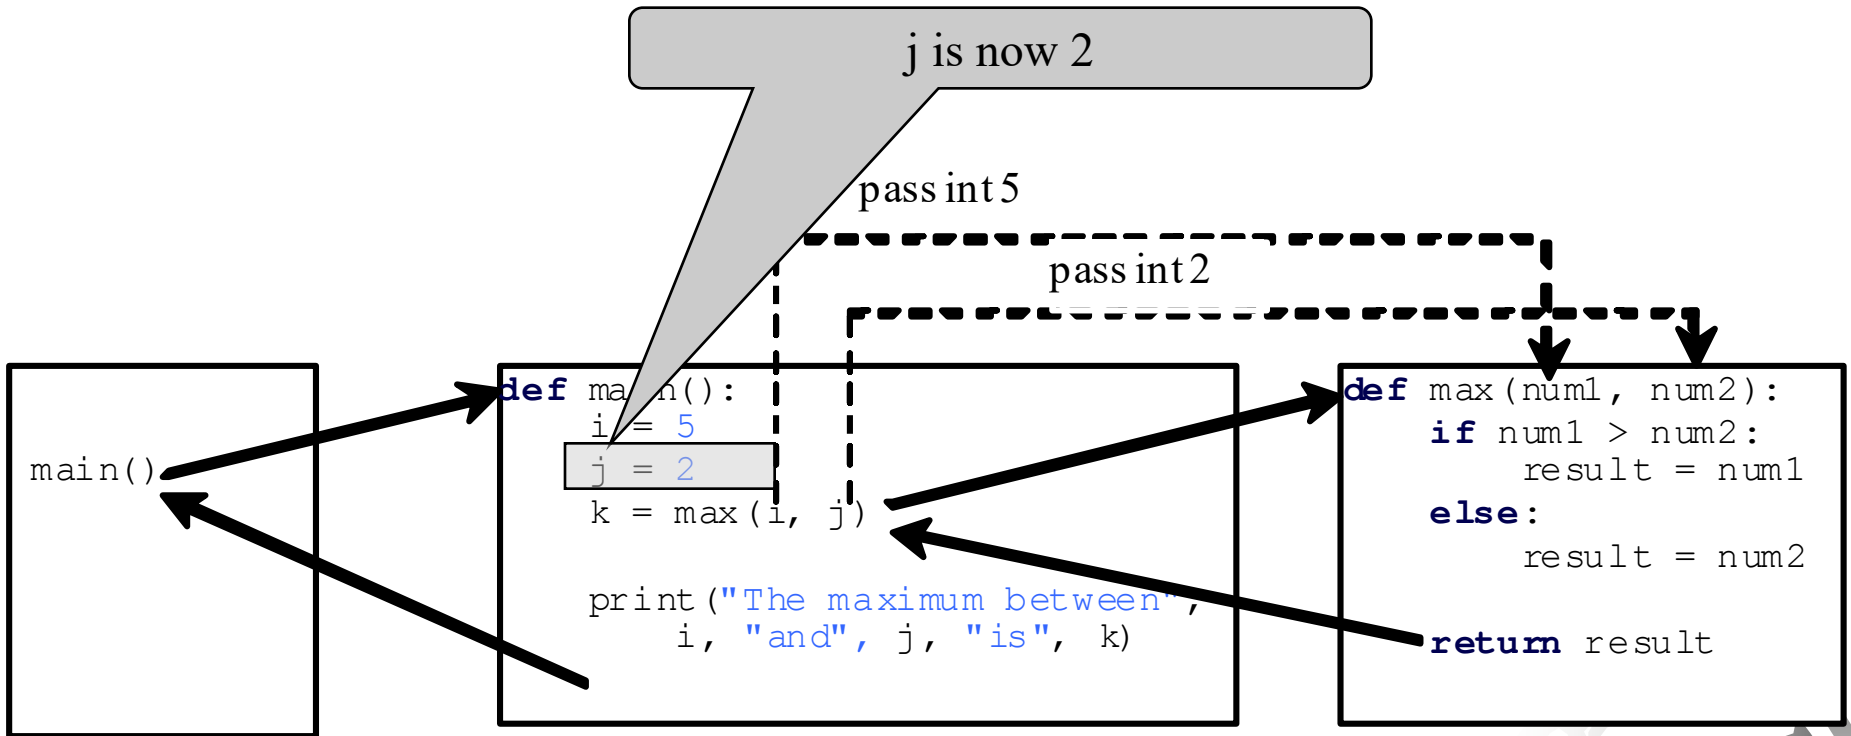 j is now 2
pass int 5
pass int 2
main()
def main():
    i = 5
    j = 2
    k = max(i, j)
    print("The maximum between",
        i, "and", j, "is", k)
def max(num1, num2):
    if num1 > num2:
        result = num1
    else:
        result = num2
    return result